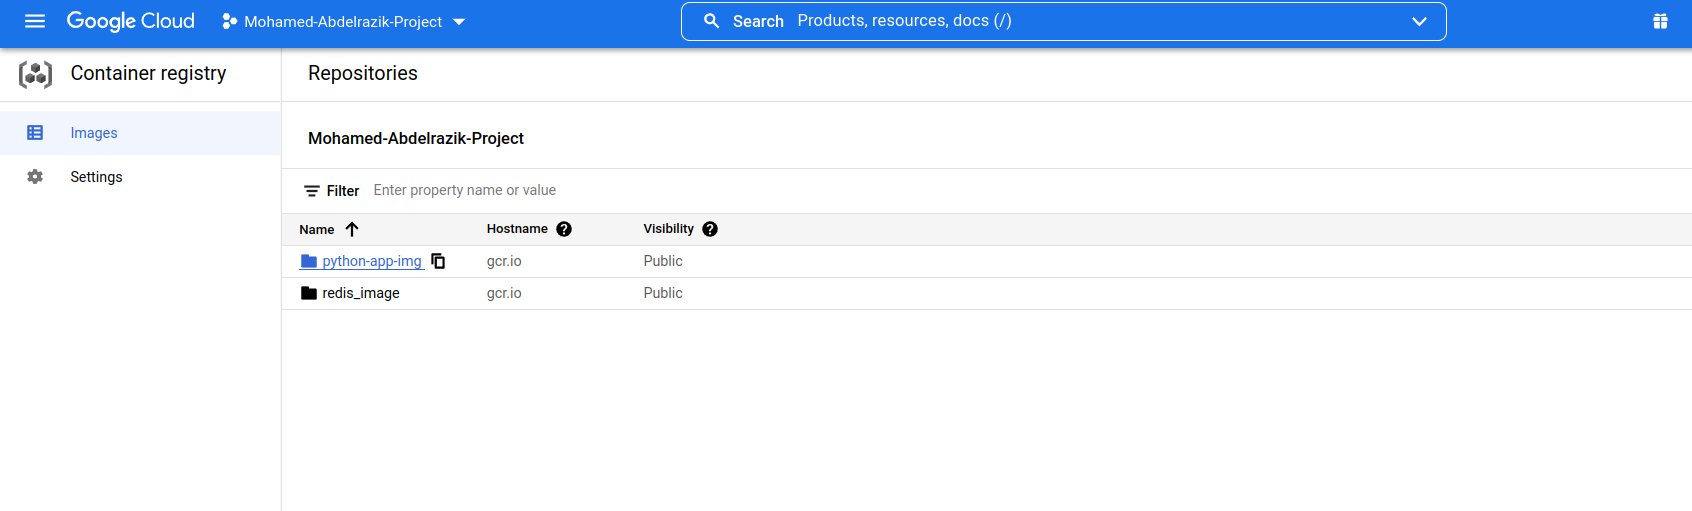 Google Cloud Mohamed-Abdelrazik-Project Search Products, resources, docs (/)
Container registry
Repositories
Images
Settings
Mohamed-Abdelrazik-Project
Filter Enter property name or value
Name Hostname ? Visibility ?
python-app-img gcr.io Public
redis_image gcr.io Public